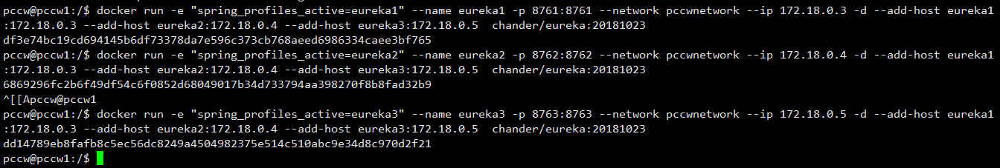 pccw@pccw1:/$ docker run -e "spring_profiles_active=eureka1" --name eureka1 -p 8761:8761 --network pccwnetwork --ip 172.18.0.3 -d --add-host eureka1
:172.18.0.3 --add-host eureka2:172.18.0.4 --add-host eureka3:172.18.0.5  chander/eureka:20181023
df3e74bc19cd694145b6df73378da7e596c373cb768aeed6986334caee3bf765
pccw@pccw1:/$ docker run -e "spring_profiles_active=eureka2" --name eureka2 -p 8762:8762 --network pccwnetwork --ip 172.18.0.4 -d --add-host eureka1
:172.18.0.3 --add-host eureka2:172.18.0.4 --add-host eureka3:172.18.0.5  chander/eureka:20181023
6869296fc2b6f49df54c6f0852d68049017b34d733794aa398270f8b8fad32b9
^[[Apccw@pccw1
pccw@pccw1:/$ docker run -e "spring_profiles_active=eureka3" --name eureka3 -p 8763:8763 --network pccwnetwork --ip 172.18.0.5 -d --add-host eureka1
:172.18.0.3 --add-host eureka2:172.18.0.4 --add-host eureka3:172.18.0.5  chander/eureka:20181023
dd14789eb8fafb8c5ec56dc8249a4504982375e514c510abc9e34d8c970d2f21
pccw@pccw1:/$